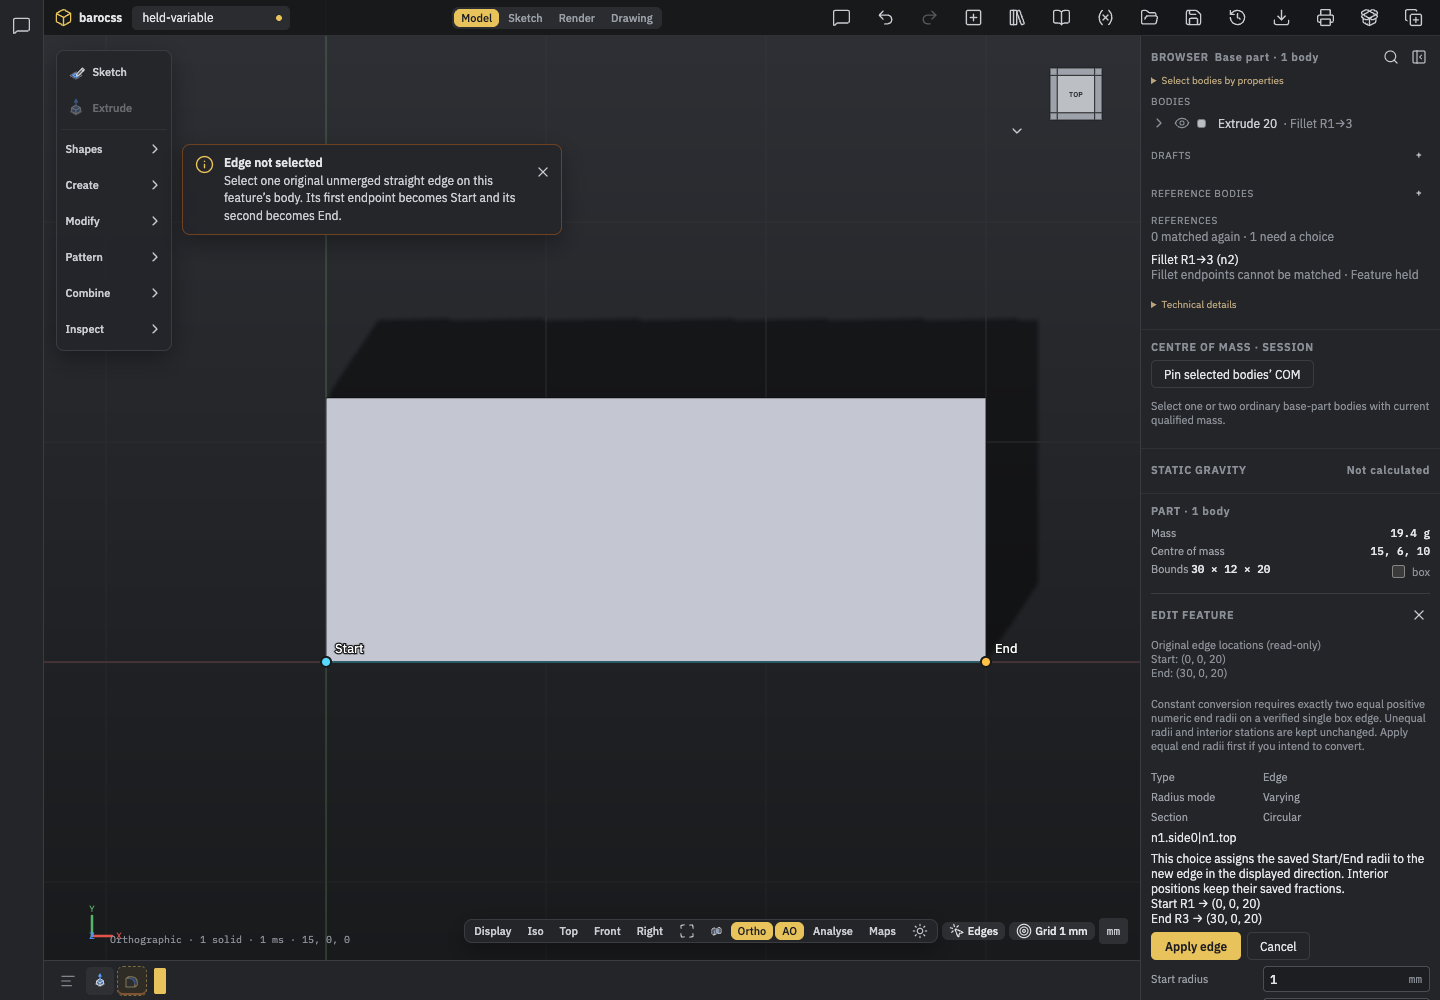 barocss
held-variable
Model
Sketch
Render
Drawing
Sketch
Extrude
Shapes
Create
Modify
Pattern
Combine
Inspect
Edge not selected
Select one original unmerged straight edge on this
feature's body. Its first endpoint becomes Start and its
second becomes End.
TOP
Start
End
Y
Z
X
Orthographic · 1 solid · 1 ms · 15, 0, 0
Display
Iso
Top
Front
Right
Ortho
AO
Analyse
Maps
Edges
Grid 1 mm
mm
BROWSER Base part · 1 body
Select bodies by properties
BODIES
Extrude 20 · Fillet R1→3
DRAFTS
REFERENCE BODIES
REFERENCES
0 matched again · 1 need a choice
Fillet R1→3 (n2)
Fillet endpoints cannot be matched · Feature held
Technical details
CENTRE OF MASS · SESSION
Pin selected bodies' COM
Select one or two ordinary base-part bodies with current
qualified mass.
STATIC GRAVITY Not calculated
PART · 1 body
Mass 19.4 g
Centre of mass 15, 6, 10
Bounds 30 × 12 × 20 box
EDIT FEATURE
Original edge locations (read-only)
Start: (0, 0, 20)
End: (30, 0, 20)
Constant conversion requires exactly two equal positive
numeric end radii on a verified single box edge. Unequal
radii and interior stations are kept unchanged. Apply
equal end radii first if you intend to convert.
Type Edge
Radius mode Varying
Section Circular
n1.side0|n1.top
This choice assigns the saved Start/End radii to the
new edge in the displayed direction. Interior
positions keep their saved fractions.
Start R1 → (0, 0, 20)
End R3 → (30, 0, 20)
Apply edge
Cancel
Start radius 1 mm